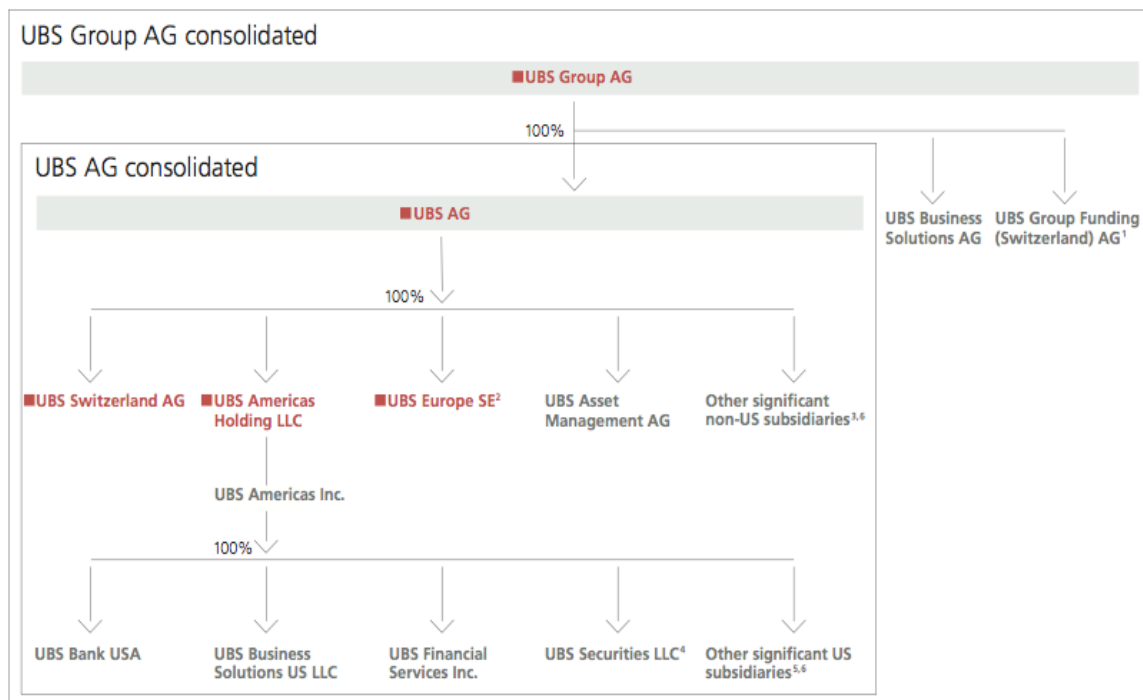 UBS Group AG consolidated
■UBS Group AG
100%
UBS AG consolidated
■UBS AG
UBS Business
Solutions AG
UBS Group Funding
(Switzerland) AG¹
100%
■UBS Switzerland AG
■UBS Americas
Holding LLC
■UBS Europe SE²
UBS Asset
Management AG
Other significant
non-US subsidiaries³,⁶
UBS Americas Inc.
100%
UBS Bank USA
UBS Business
Solutions US LLC
UBS Financial
Services Inc.
UBS Securities LLC⁴
Other significant US
subsidiaries⁵,⁶